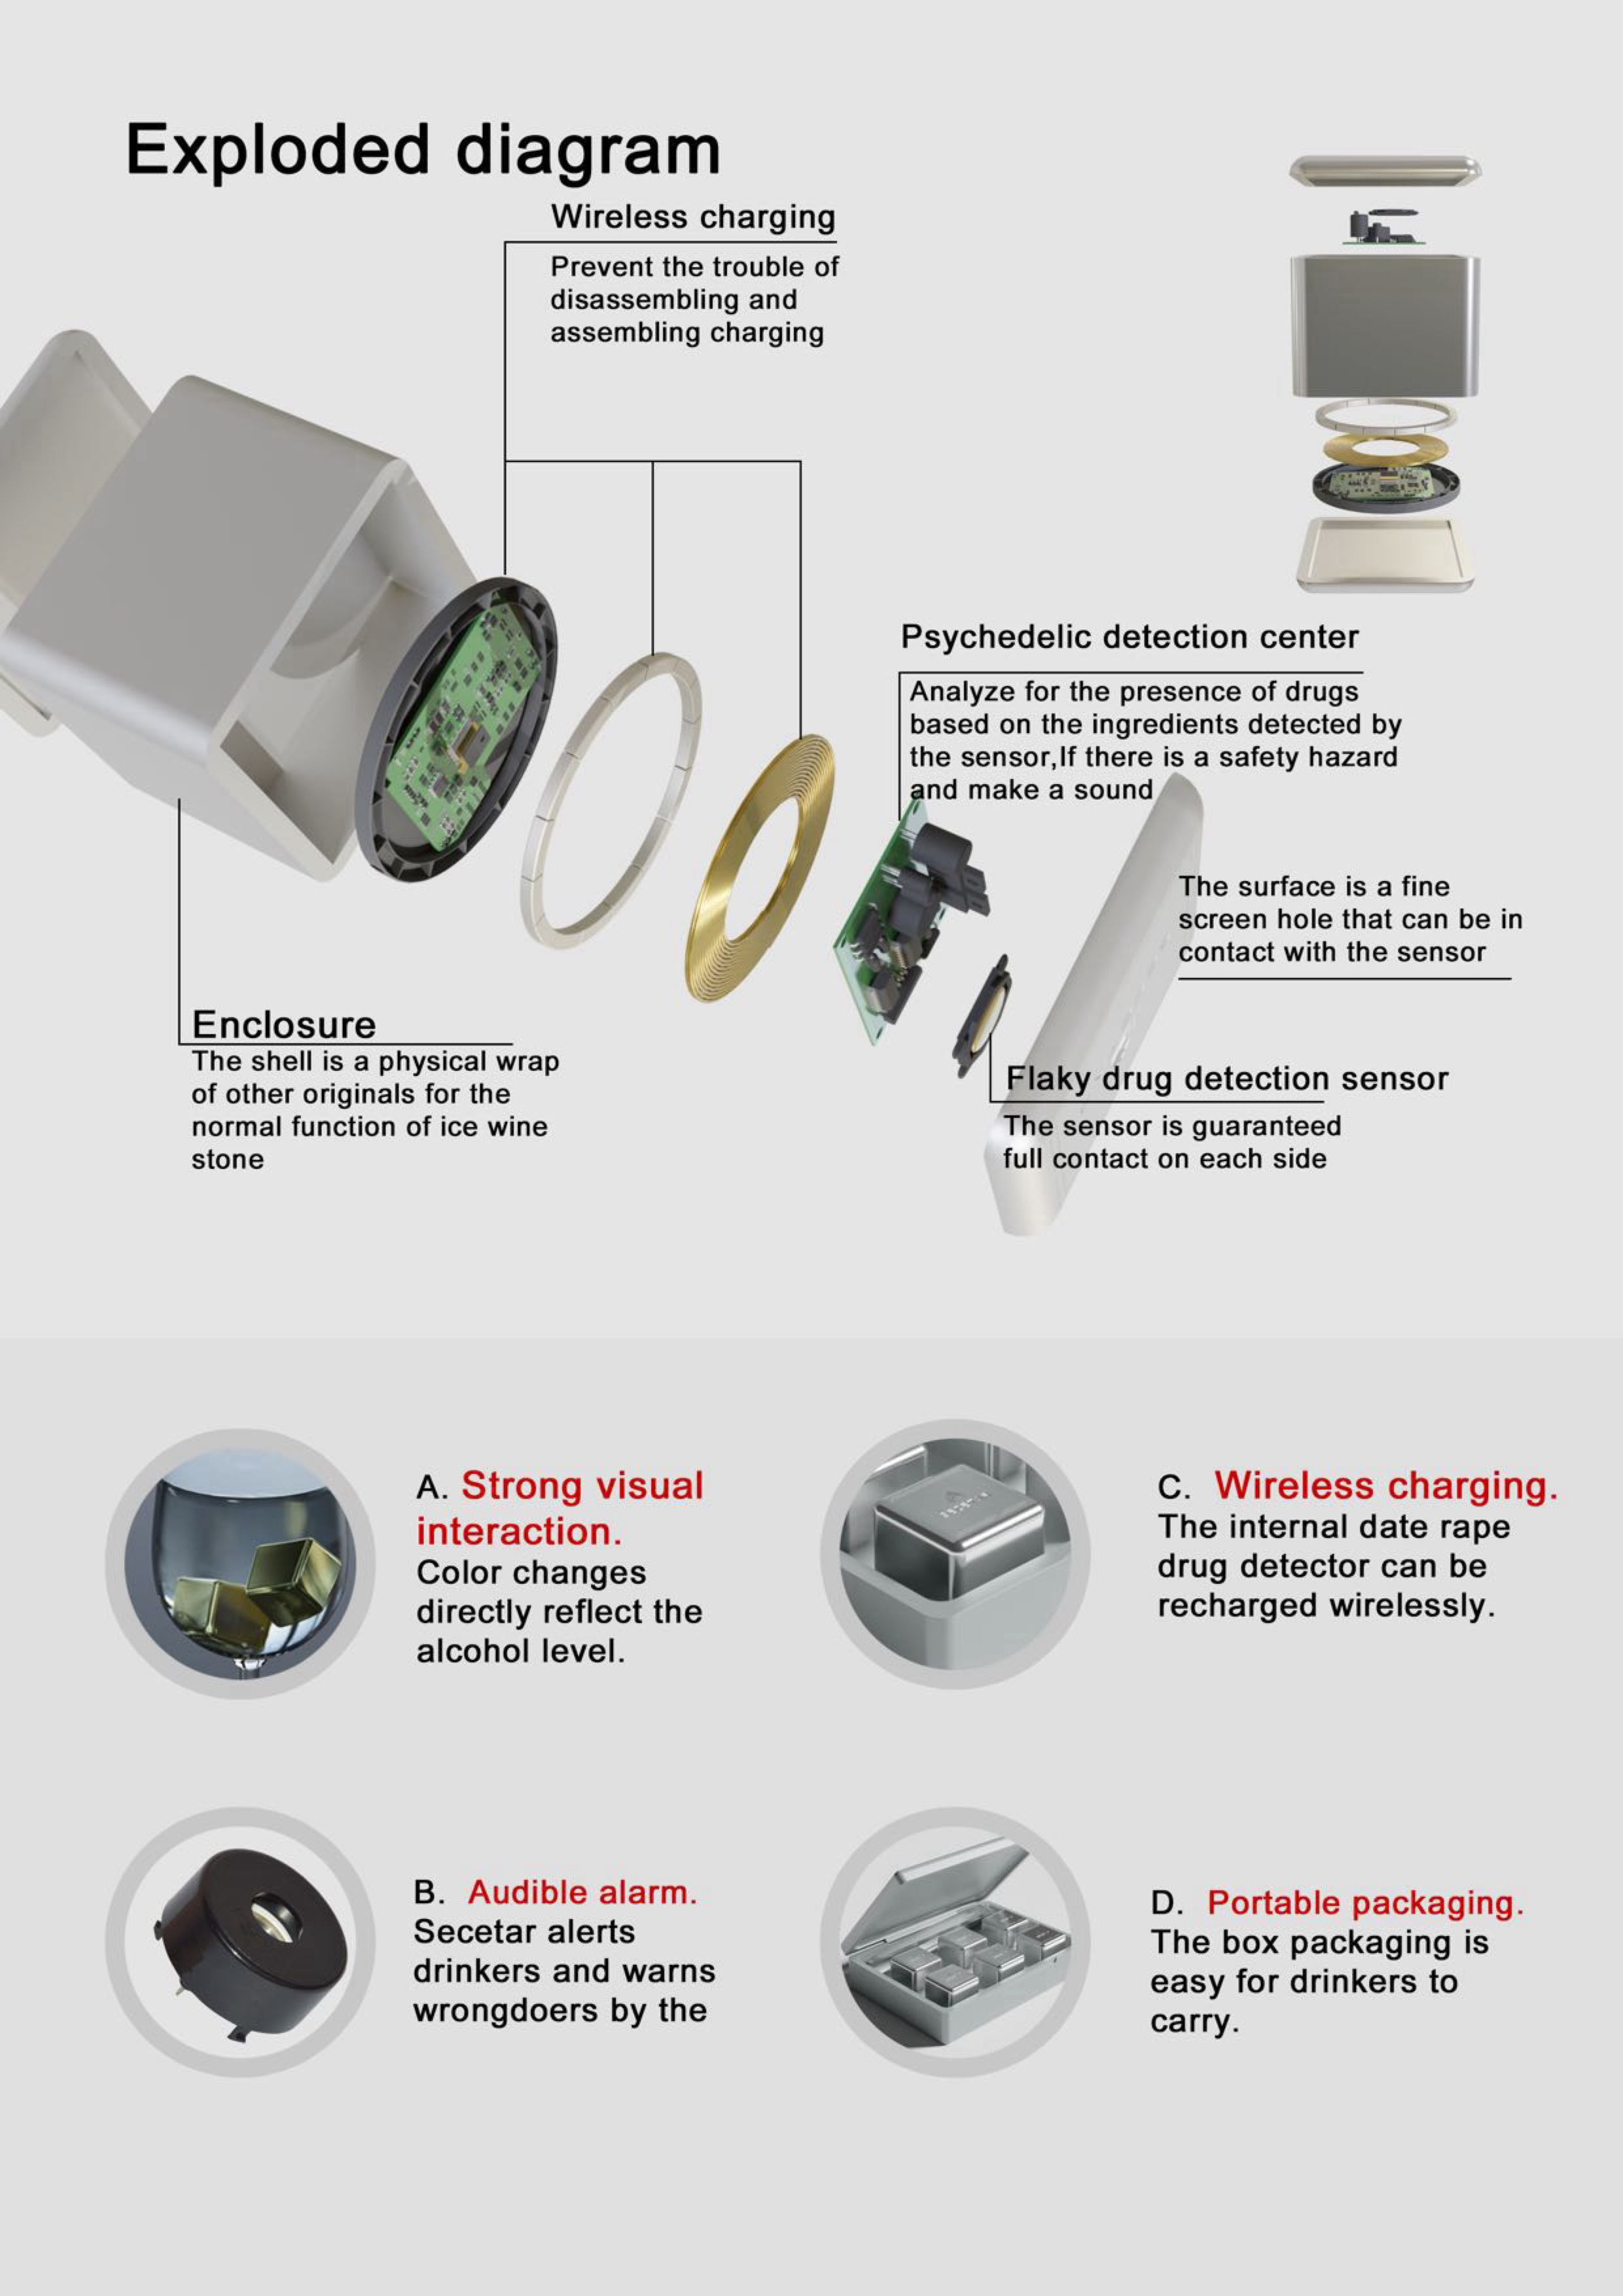 Exploded diagram
Wireless charging
Prevent the trouble of
disassembling and
assembling charging
Psychedelic detection center
Analyze for the presence of drugs
based on the ingredients detected by
the sensor,If there is a safety hazard
and make a sound
The surface is a fine
screen hole that can be in
contact with the sensor
Enclosure
The shell is a physical wrap
of other originals for the
normal function of ice wine
stone
Flaky drug detection sensor
The sensor is guaranteed
full contact on each side
A. Strong visual
interaction.
Color changes
directly reflect the
alcohol level.
C. Wireless charging.
The internal date rape
drug detector can be
recharged wirelessly.
B. Audible alarm.
Secetar alerts
drinkers and warns
wrongdoers by the
D. Portable packaging.
The box packaging is
easy for drinkers to
carry.